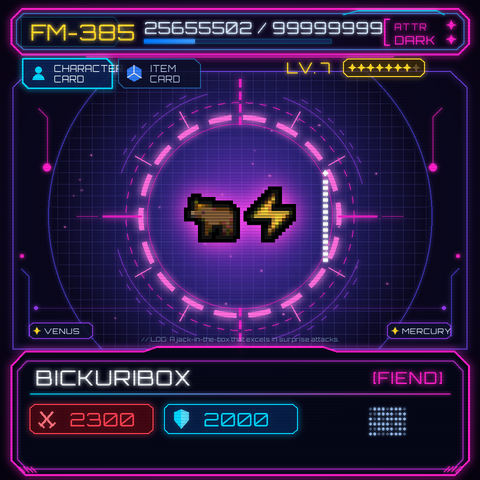 FM-385
25655502 / 99999999
ATTR
DARK
CHARACTER
CARD
ITEM
CARD
LV.7
VENUS
MERCURY
// LOG: A jack-in-the-box that excels in surprise attacks.
BICKURIBOX
[FIEND]
2300
2000